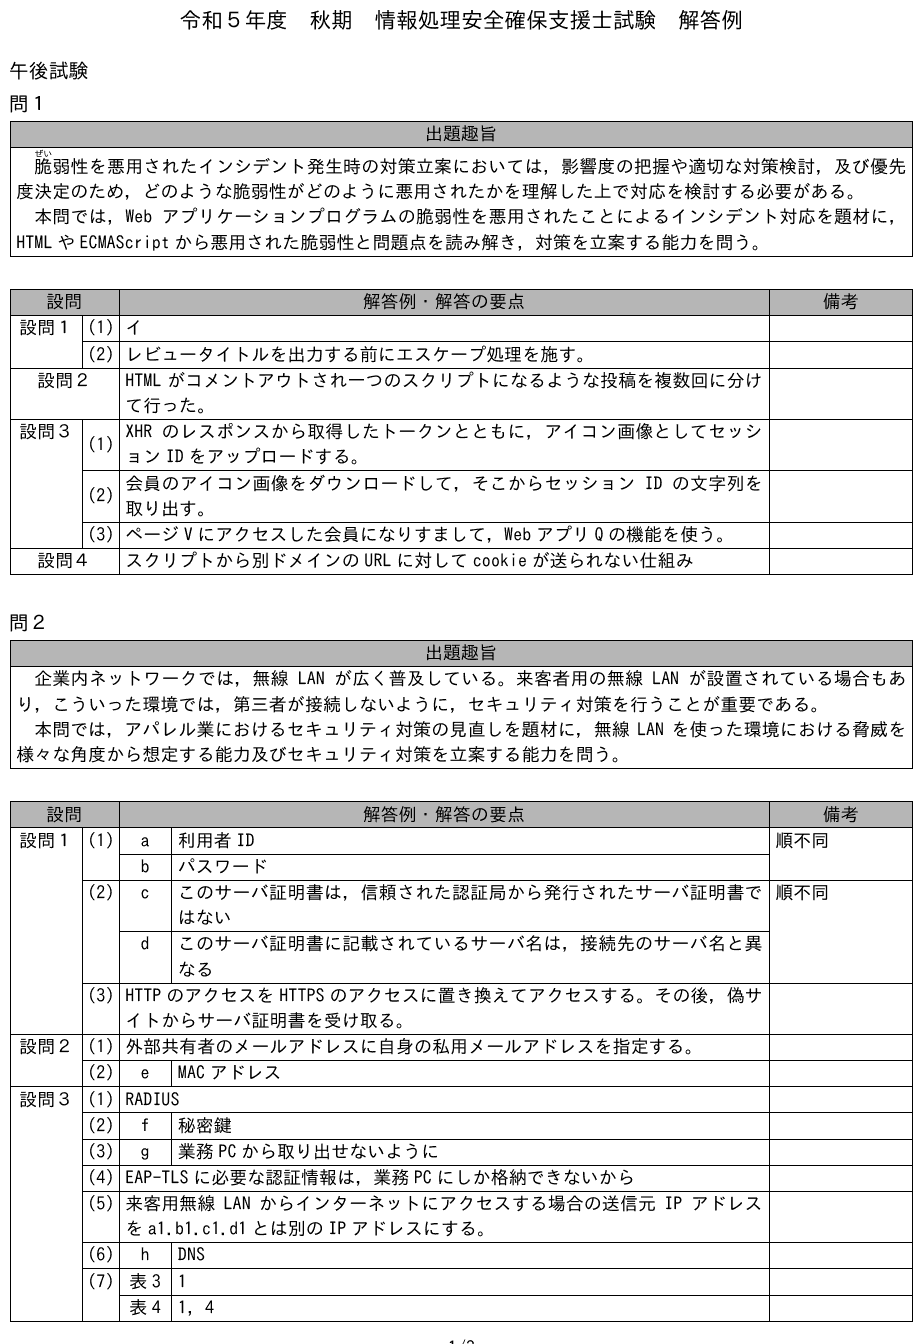 令和５年度　秋期　情報処理安全確保支援士試験　解答例
午後試験
問１
出題趣旨
ぜい
脆弱性を悪用されたインシデント発生時の対策立案においては，影響度の把握や適切な対策検討，及び優先
度決定のため，どのような脆弱性がどのように悪用されたかを理解した上で対応を検討する必要がある。
本問では，Web アプリケーションプログラムの脆弱性を悪用されたことによるインシデント対応を題材に，
HTML や ECMAScript から悪用された脆弱性と問題点を読み解き，対策を立案する能力を問う。
設問　解答例・解答の要点　備考
設問１ (1) イ
(2) レビュータイトルを出力する前にエスケープ処理を施す。
設問２ HTML がコメントアウトされ一つのスクリプトになるような投稿を複数回に分け
て行った。
設問３ (1) XHR のレスポンスから取得したトークンとともに，アイコン画像としてセッシ
ョン ID をアップロードする。
(2) 会員のアイコン画像をダウンロードして，そこからセッション ID の文字列を
取り出す。
(3) ページ V にアクセスした会員になりすまして，Web アプリ Q の機能を使う。
設問４ スクリプトから別ドメインの URL に対して cookie が送られない仕組み
問２
出題趣旨
企業内ネットワークでは，無線 LAN が広く普及している。来客者用の無線 LAN が設置されている場合もあ
り，こういった環境では，第三者が接続しないように，セキュリティ対策を行うことが重要である。
本問では，アパレル業におけるセキュリティ対策の見直しを題材に，無線 LAN を使った環境における脅威を
様々な角度から想定する能力及びセキュリティ対策を立案する能力を問う。
設問　解答例・解答の要点　備考
設問１ (1) a 利用者 ID 順不同
b パスワード
(2) c このサーバ証明書は，信頼された認証局から発行されたサーバ証明書で 順不同
はない
d このサーバ証明書に記載されているサーバ名は，接続先のサーバ名と異
なる
(3) HTTP のアクセスを HTTPS のアクセスに置き換えてアクセスする。その後，偽サ
イトからサーバ証明書を受け取る。
設問２ (1) 外部共有者のメールアドレスに自身の私用メールアドレスを指定する。
(2) e MAC アドレス
設問３ (1) RADIUS
(2) f 秘密鍵
(3) g 業務 PC から取り出せないように
(4) EAP-TLS に必要な認証情報は，業務 PC にしか格納できないから
(5) 来客用無線 LAN からインターネットにアクセスする場合の送信元 IP アドレス
を a1.b1.c1.d1 とは別の IP アドレスにする。
(6) h DNS
(7) 表３ 1
表４ 1，4